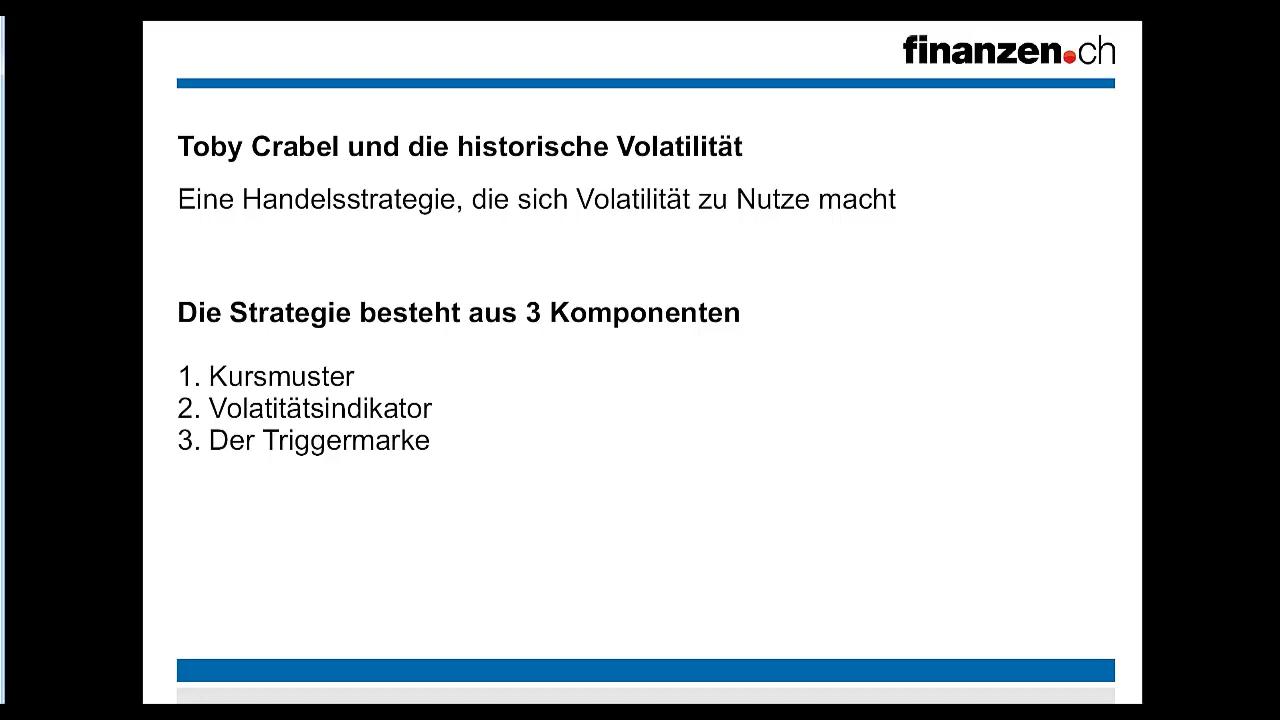 finanzen.ch
Toby Crabel und die historische Volatilität
Eine Handelsstrategie, die sich Volatilität zu Nutze macht
Die Strategie besteht aus 3 Komponenten
1. Kursmuster
2. Volatitätsindikator
3. Der Triggermarke